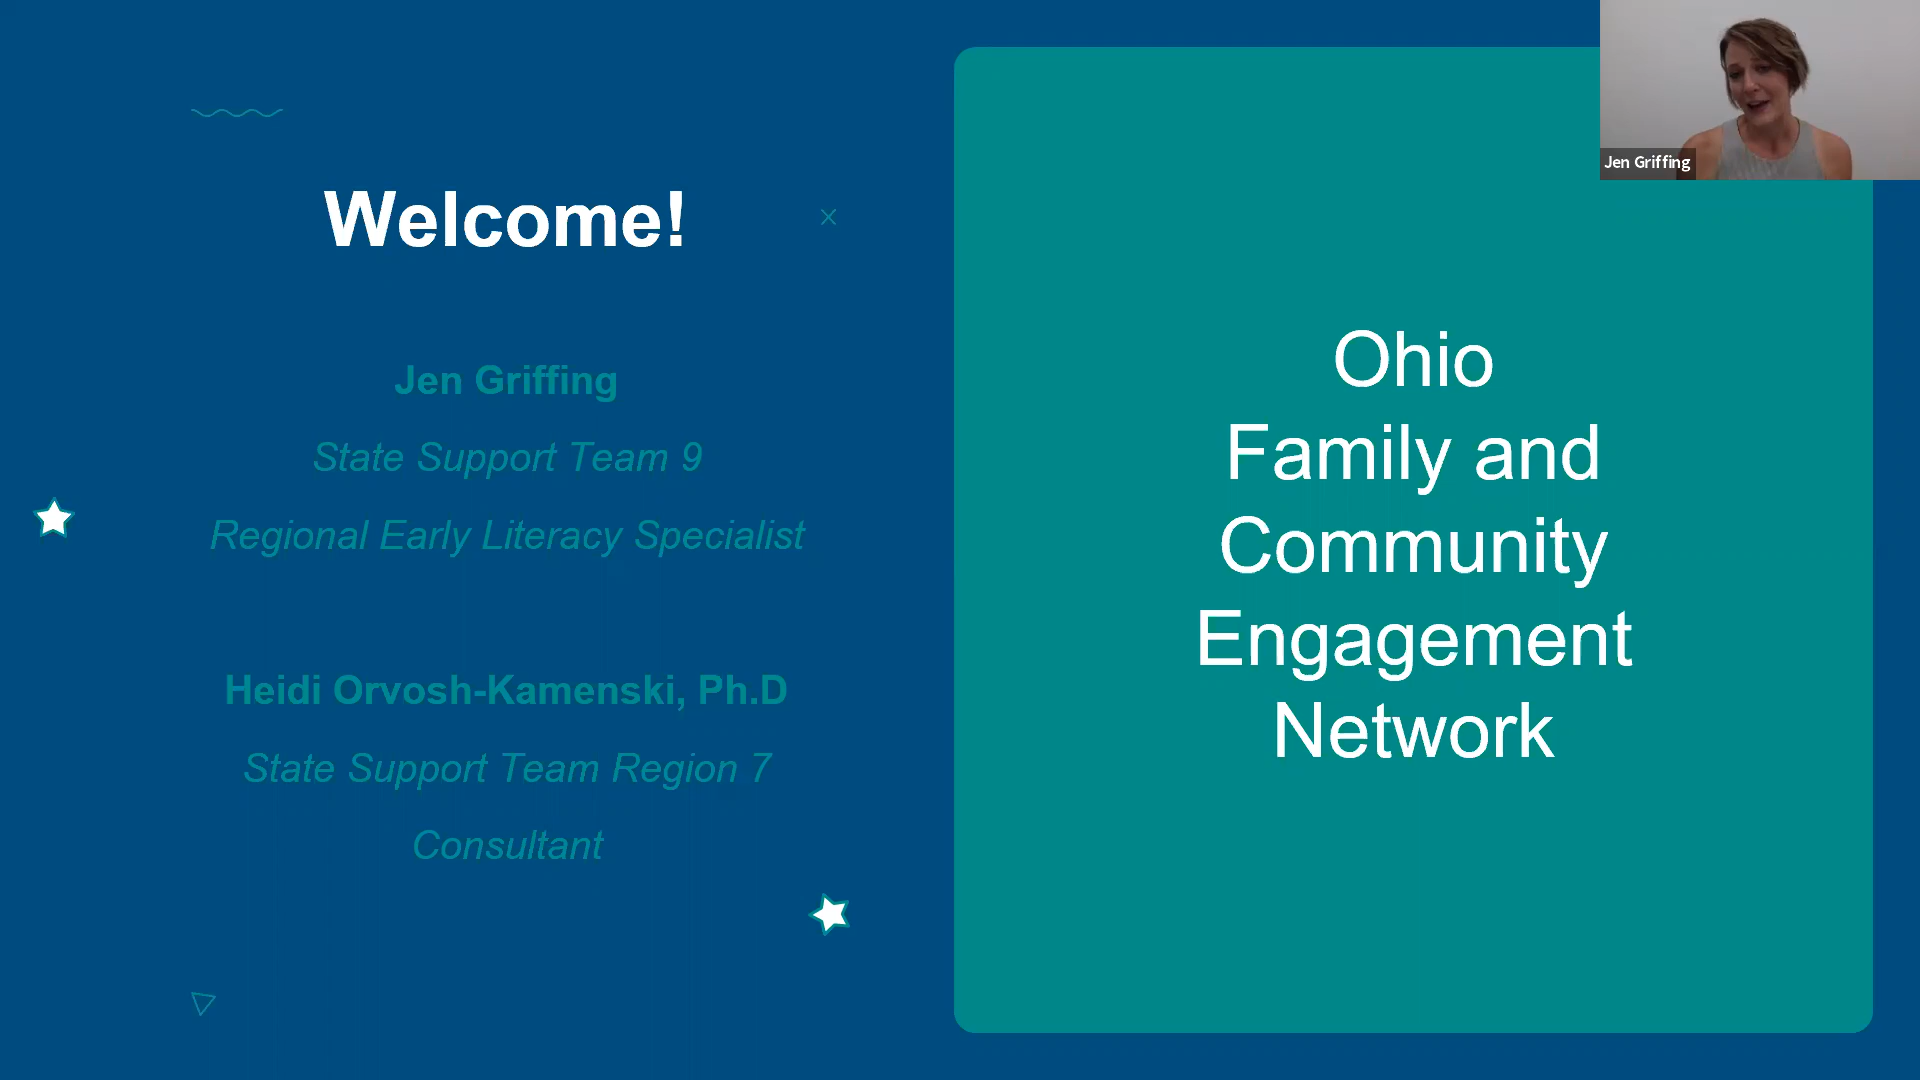 Welcome!
Jen Griffing
State Support Team 9
Regional Early Literacy Specialist
Heidi Orvosh-Kamenski, Ph.D
State Support Team Region 7
Consultant
Ohio
Family and
Community
Engagement
Network
Jen Griffing